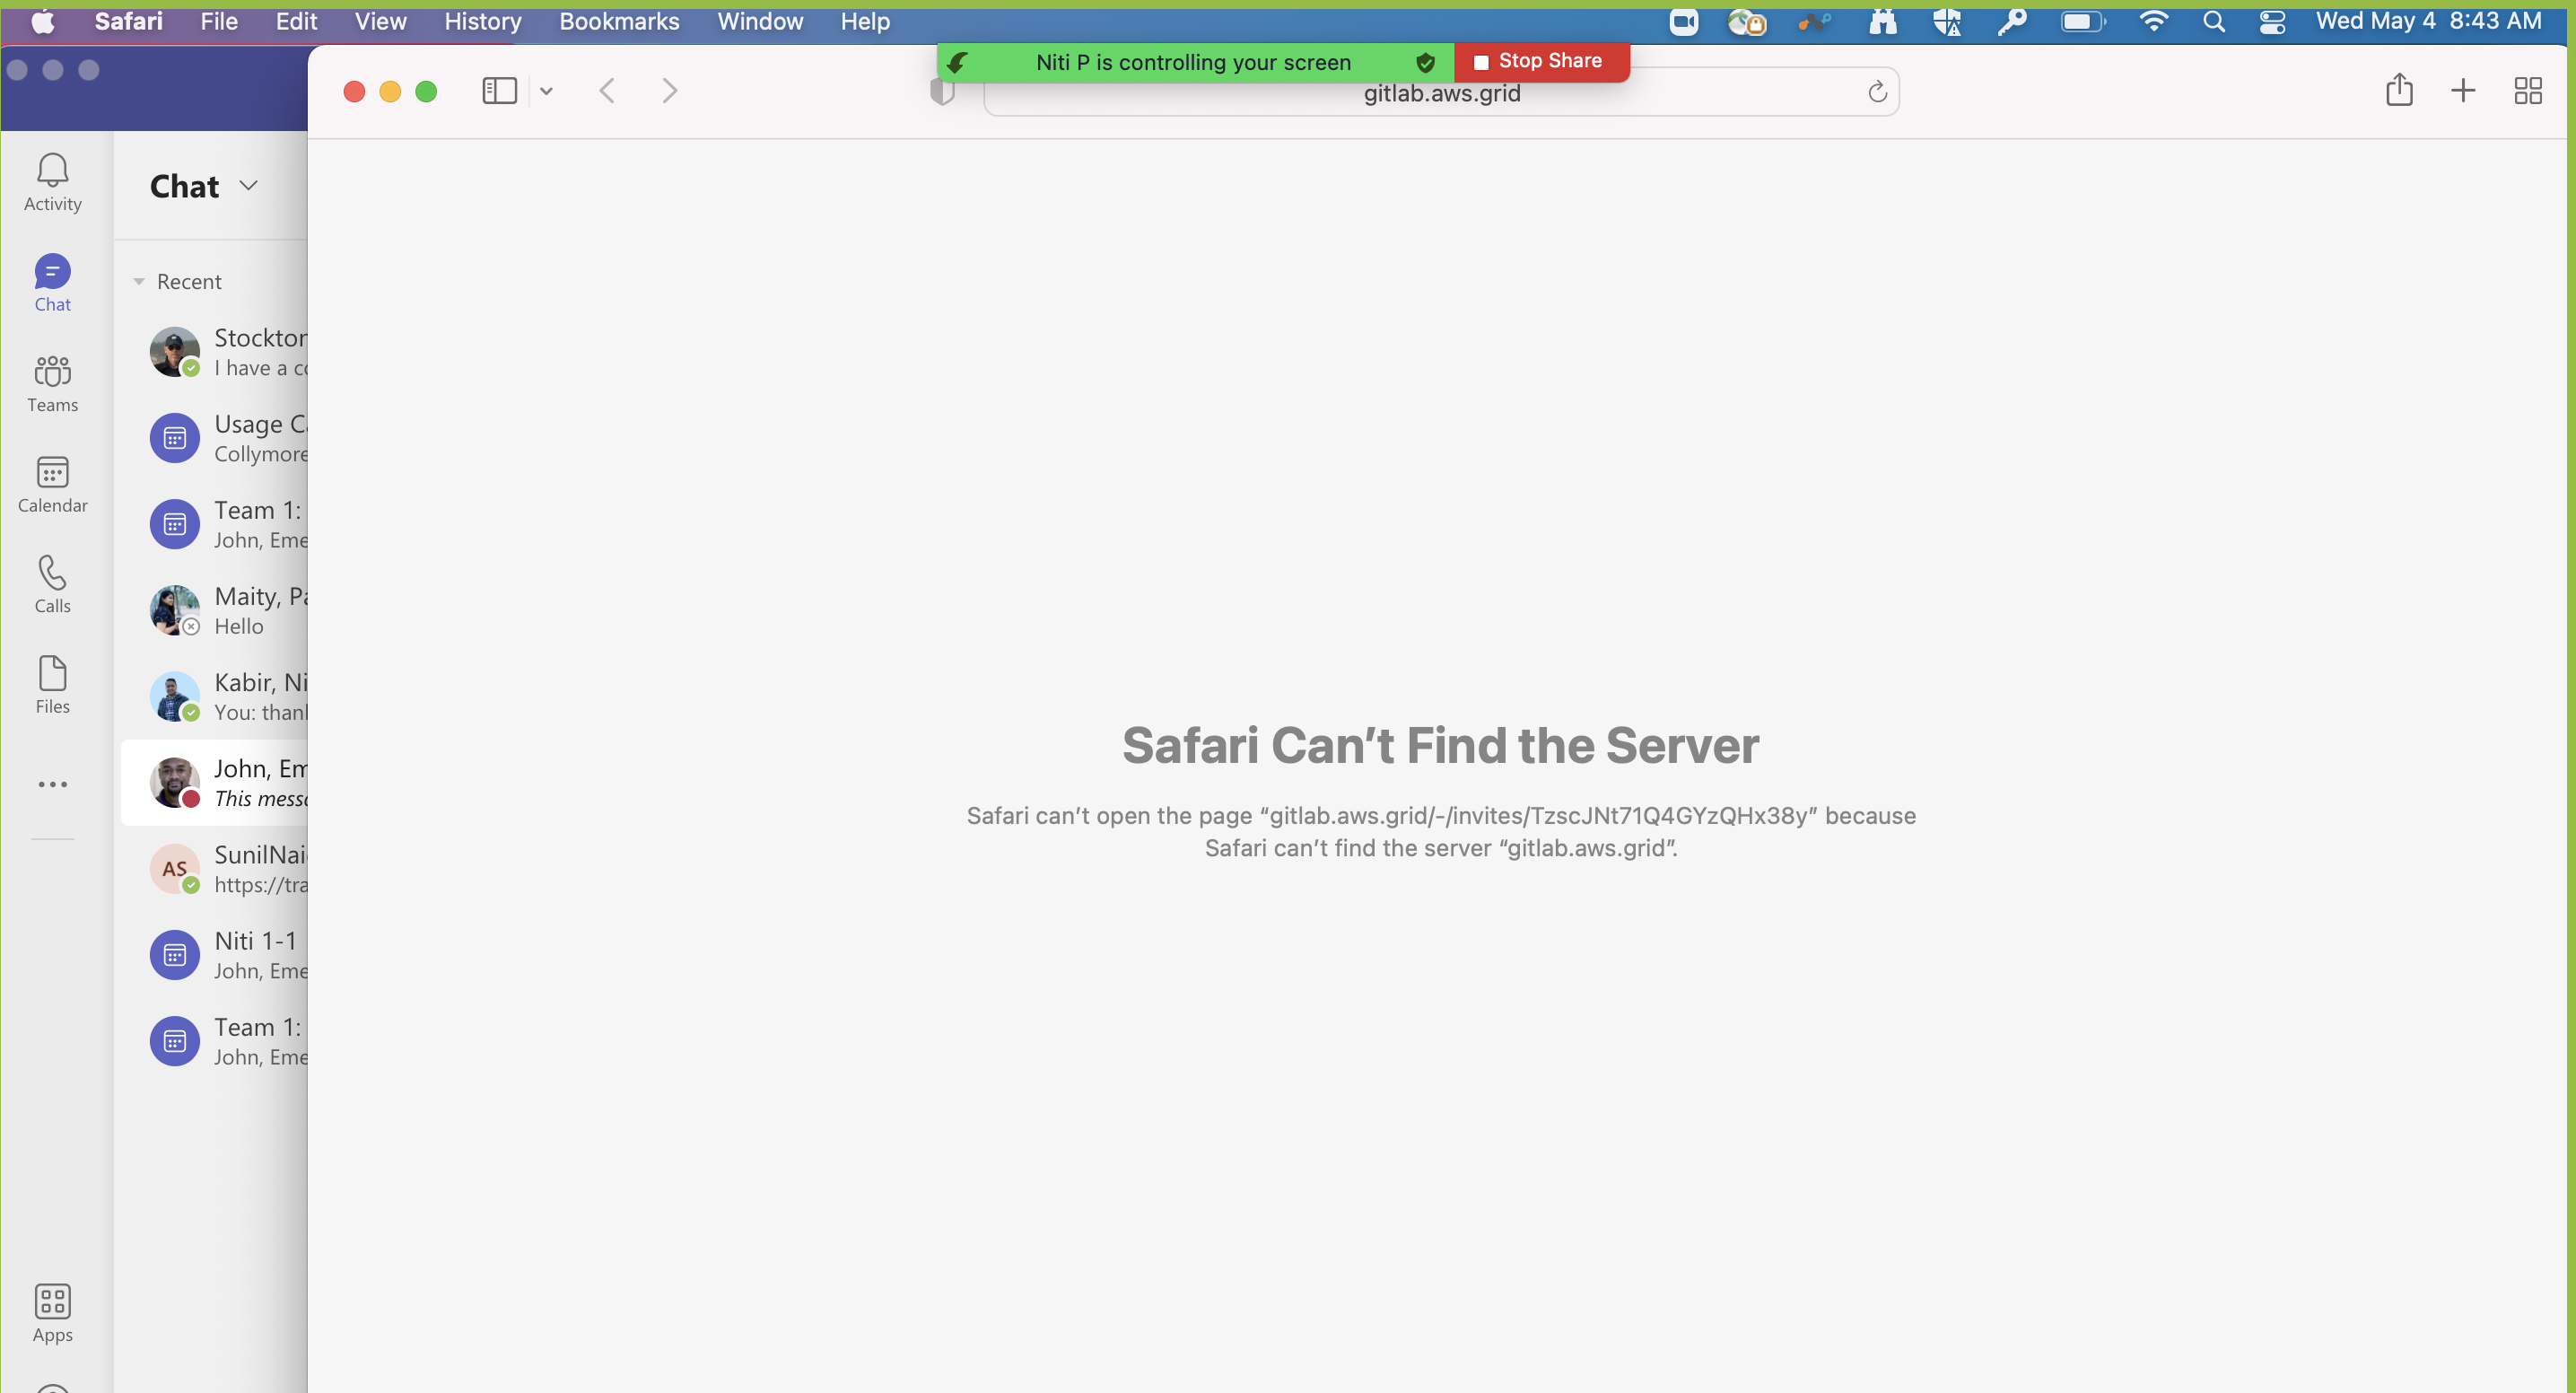 Safari File Edit View History Bookmarks Window Help Wed May 4 8:43 AM
Niti P is controlling your screen Stop Share
gitlab.aws.grid
Activity
Chat
Teams
Calendar
Calls
Files
Apps
Chat
Recent
Stockton
I have a co
Usage Ca
Collymore
Team 1:
John, Eme
Maity, Pa
Hello
Kabir, Ni
You: thank
John, Em
This messa
AS
SunilNai
https://tra
Niti 1-1
John, Eme
Team 1:
John, Eme
Safari Can’t Find the Server
Safari can’t open the page “gitlab.aws.grid/-/invites/TzscJNt71Q4GYzQHx38y” because
Safari can’t find the server “gitlab.aws.grid”.